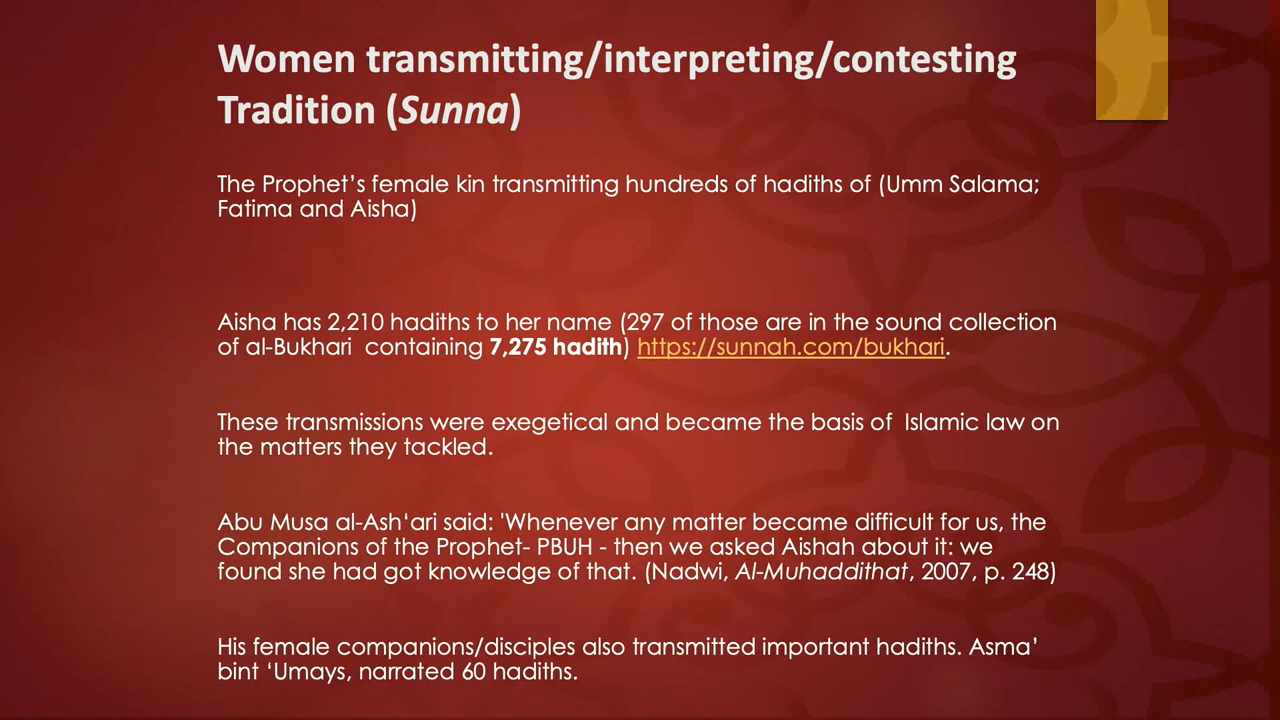 Women transmitting/interpreting/contesting
Tradition (Sunna)
The Prophet’s female kin transmitting hundreds of hadiths of (Umm Salama;
Fatima and Aisha)
Aisha has 2,210 hadiths to her name (297 of those are in the sound collection
of al-Bukhari  containing 7,275 hadith) https://sunnah.com/bukhari.
These transmissions were exegetical and became the basis of  Islamic law on
the matters they tackled.
Abu Musa al-Ash‘ari said: 'Whenever any matter became difficult for us, the
Companions of the Prophet- PBUH - then we asked Aishah about it: we
found she had got knowledge of that. (Nadwi, Al-Muhaddithat, 2007, p. 248)
His female companions/disciples also transmitted important hadiths. Asma’
bint ‘Umays, narrated 60 hadiths.